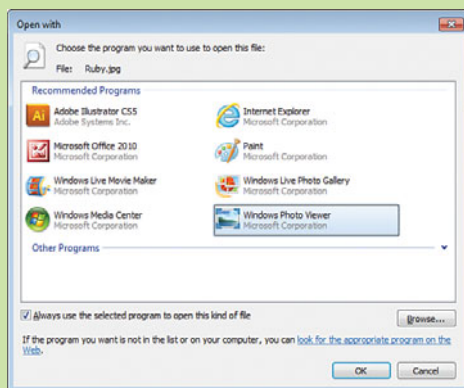 Open with
Choose the program you want to use to open this file:
File: Ruby.jpg
Recommended Programs
Ai Adobe Illustrator CS5
Adobe Systems Inc.
Internet Explorer
Microsoft Corporation
Microsoft Office 2010
Microsoft Corporation
Paint
Microsoft Corporation
Windows Live Movie Maker
Microsoft Corporation
Windows Live Photo Gallery
Microsoft Corporation
Windows Media Center
Microsoft Corporation
Windows Photo Viewer
Microsoft Corporation
Other Programs
Always use the selected program to open this kind of file
Browse...
If the program you want is not in the list or on your computer, you can look for the appropriate program on the
Web.
OK Cancel